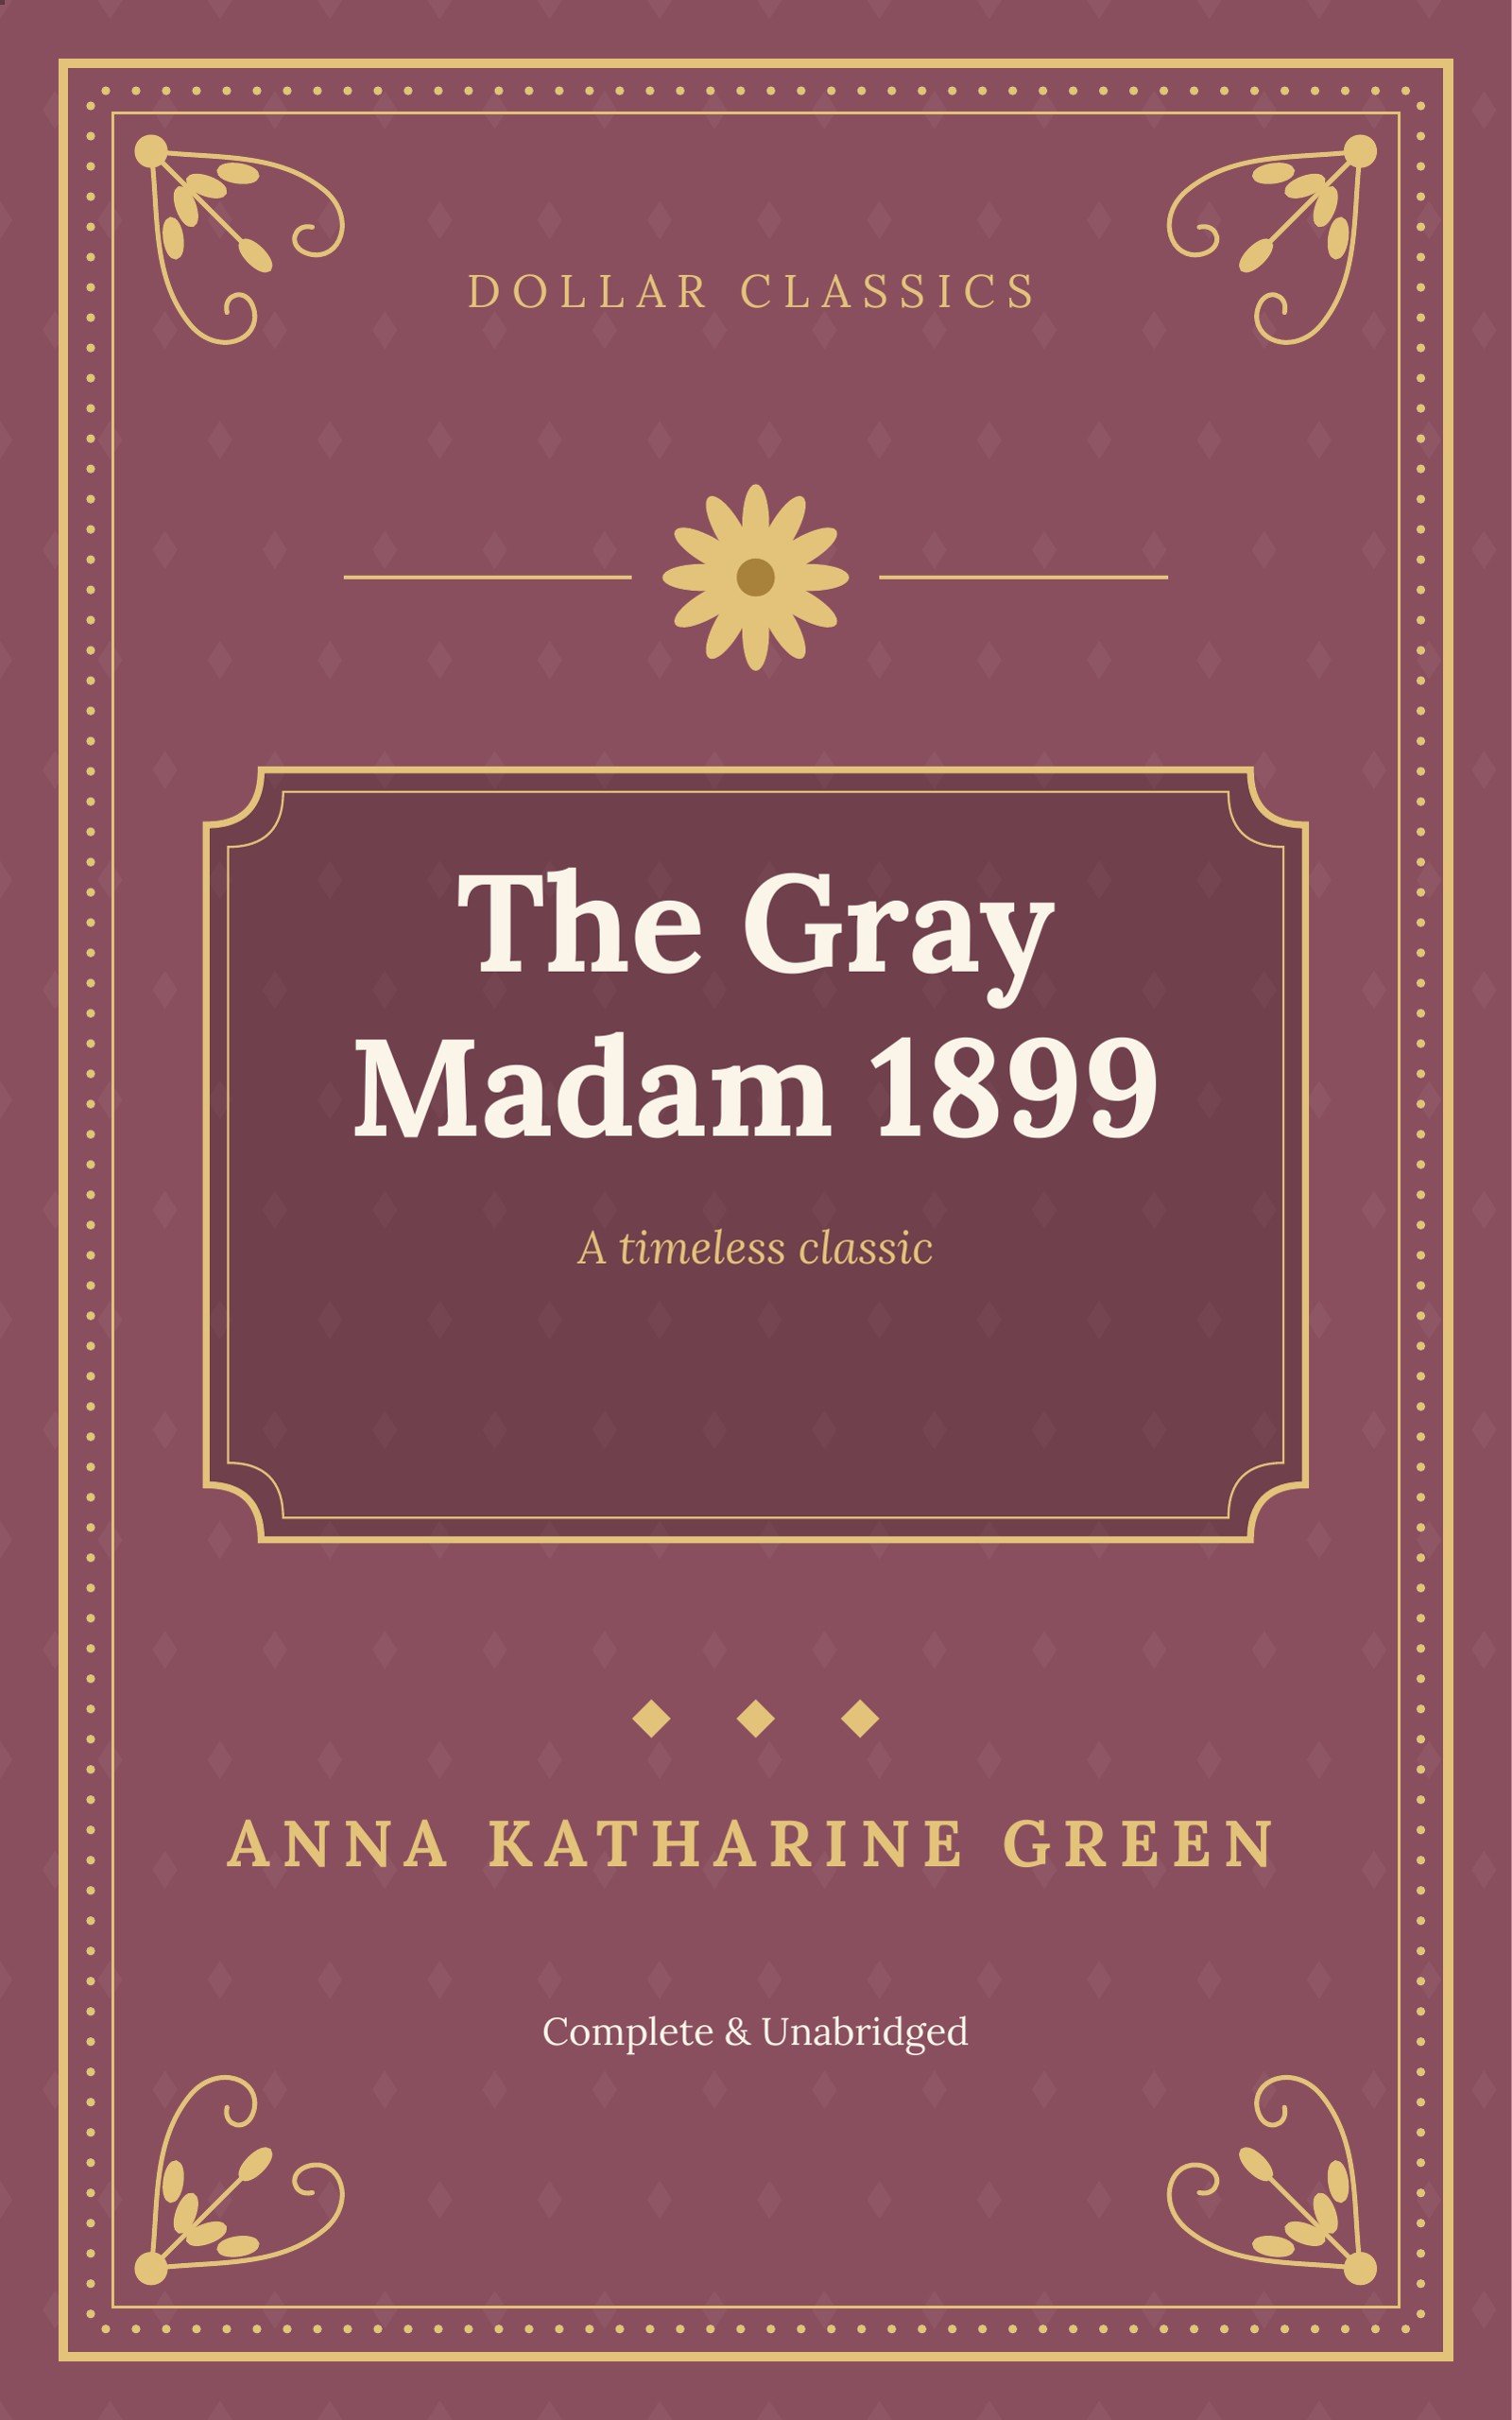 DOLLAR CLASSICS
The Gray
Madam 1899
A timeless classic
ANNA KATHARINE GREEN
Complete & Unabridged